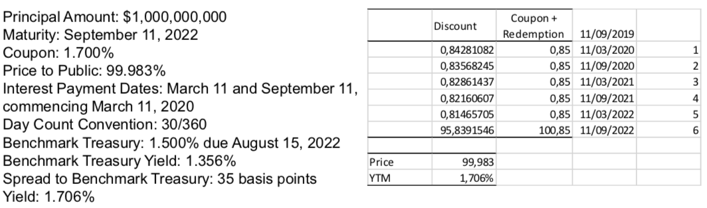 Principal Amount: $1,000,000,000
Maturity: September 11, 2022
Coupon: 1.700%
Price to Public: 99.983%
Interest Payment Dates: March 11 and September 11,
commencing March 11, 2020
Day Count Convention: 30/360
Benchmark Treasury: 1.500% due August 15, 2022
Benchmark Treasury Yield: 1.356%
Spread to Benchmark Treasury: 35 basis points
Yield: 1.706%
Discount Coupon +
Redemption 11/09/2019
0,84281082 0,85 11/03/2020 1
0,83568245 0,85 11/09/2020 2
0,82861437 0,85 11/03/2021 3
0,82160607 0,85 11/09/2021 4
0,81465705 0,85 11/03/2022 5
95,8391546 100,85 11/09/2022 6
Price 99,983
YTM 1,706%